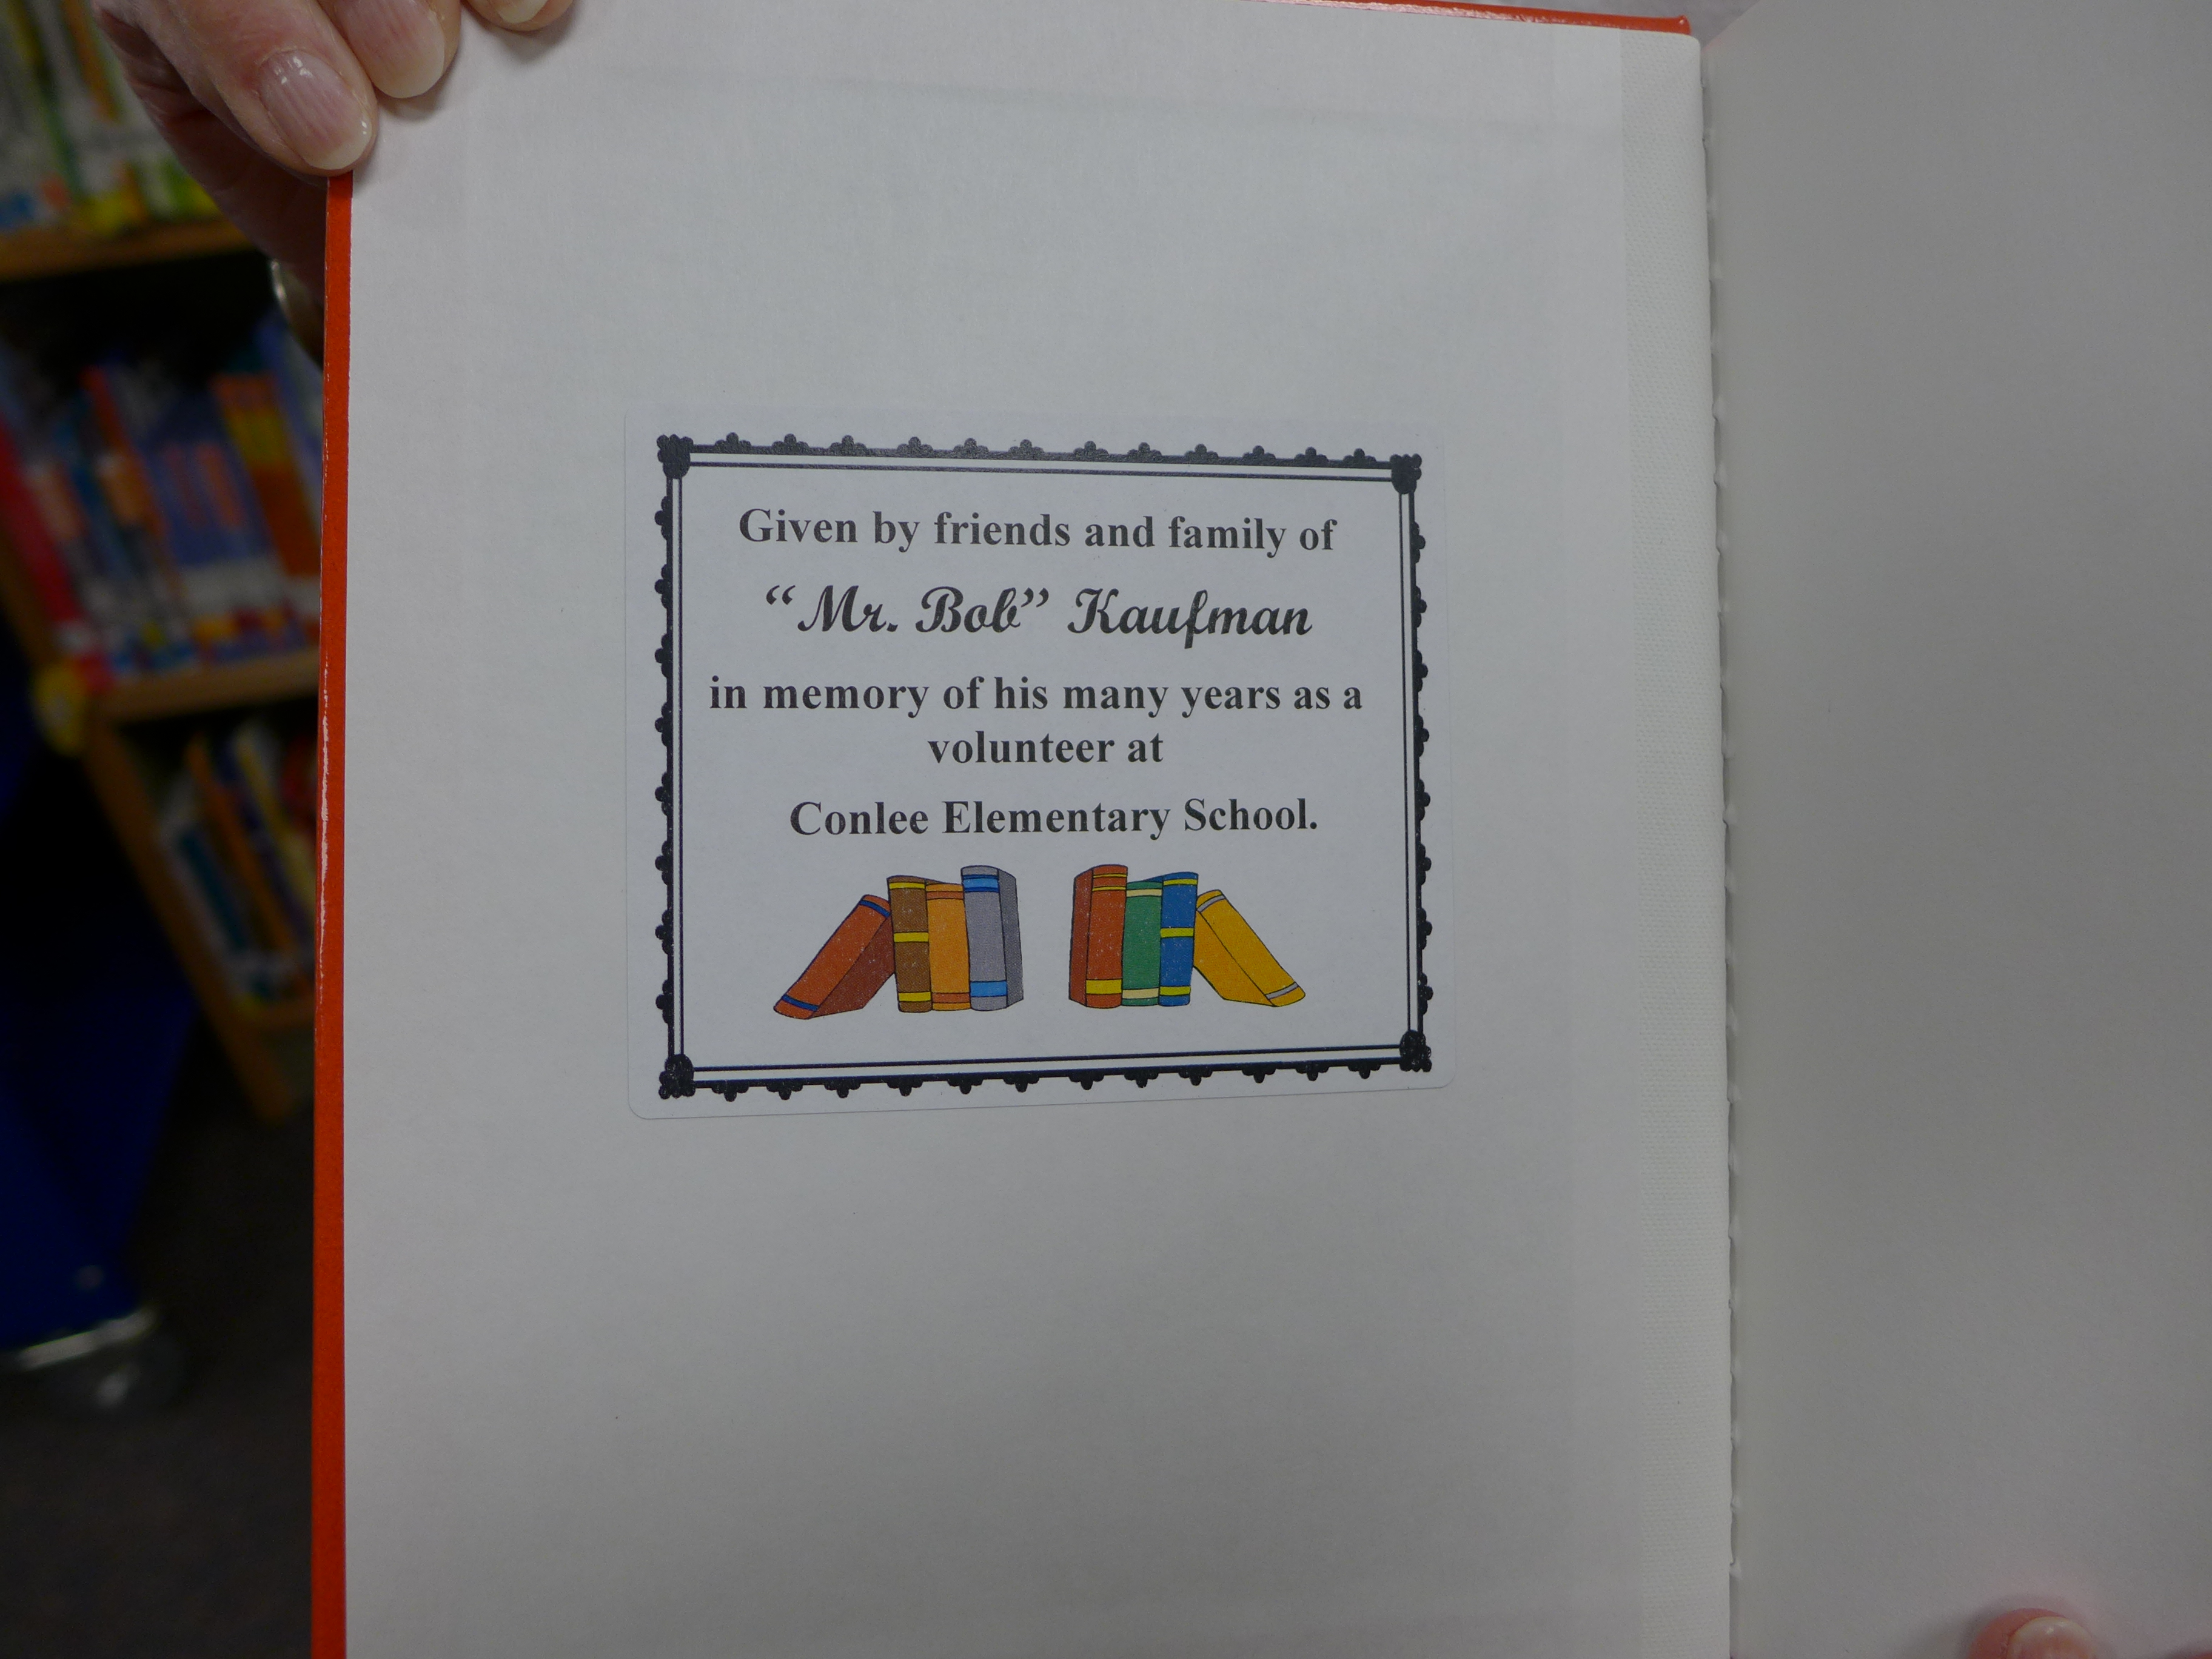 Given by friends and family of
“Mr. Bob” Kaufman
in memory of his many years as a
volunteer at
Conlee Elementary School.